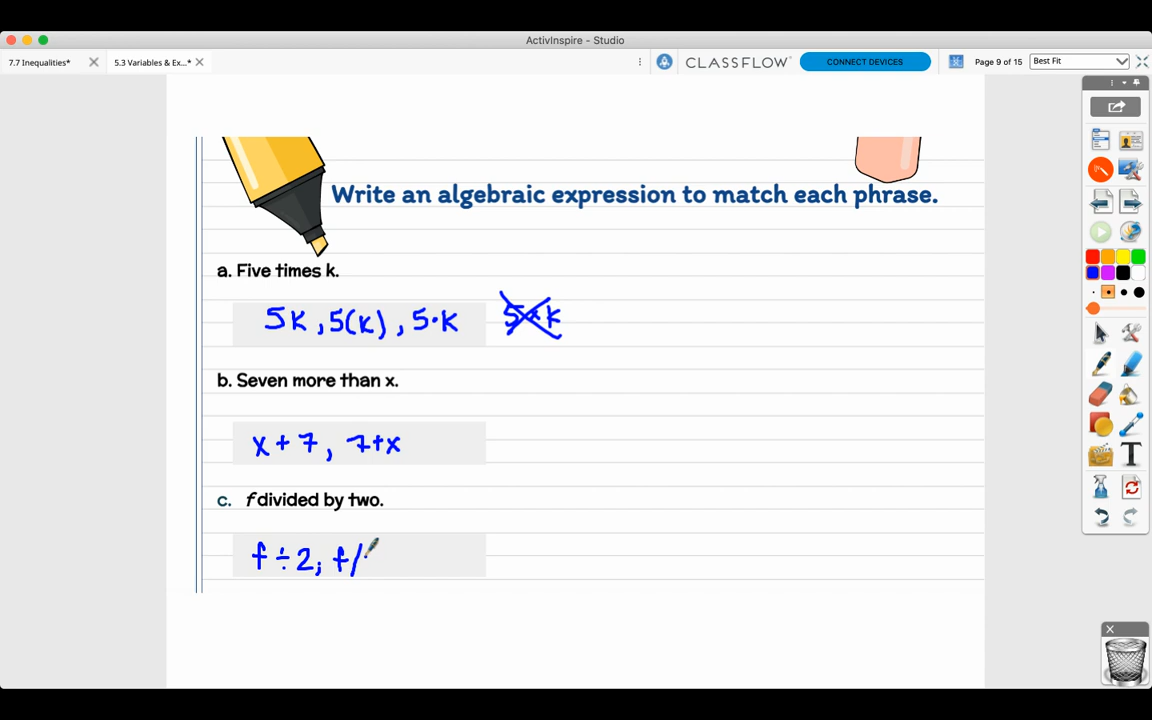 ActivInspire - Studio
7.7 Inequalities*
5.3 Variables & Ex...*
CLASSFLOW
CONNECT DEVICES
Page 9 of 15
Best Fit
Write an algebraic expression to match each phrase.
a. Five times k.
5k, 5(k), 5·k 5×k
b. Seven more than x.
x + 7, 7+x
c. f divided by two.
f ÷ 2, f/
T
X